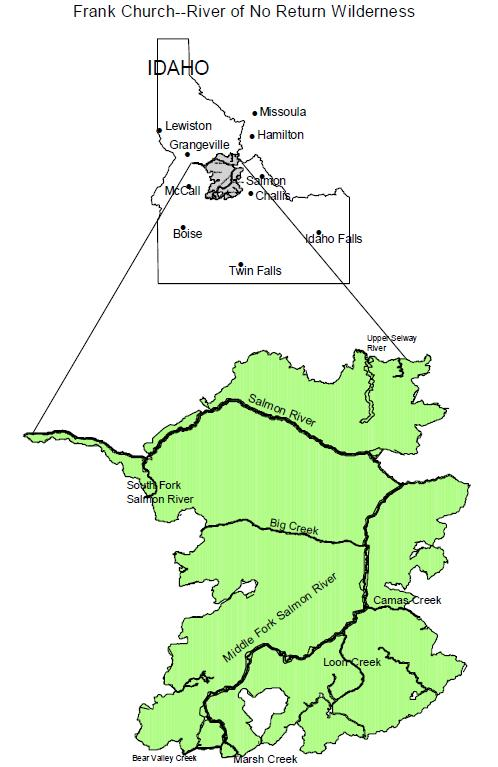 Frank Church--River of No Return Wilderness
IDAHO
Missoula
Lewiston
Hamilton
Grangeville
Salmon
McCall
Challis
Boise
Idaho Falls
Twin Falls
Upper Selway
River
Salmon River
South Fork
Salmon River
Big Creek
Middle Fork Salmon River
Camas Creek
Loon Creek
Bear Valley Creek
Marsh Creek